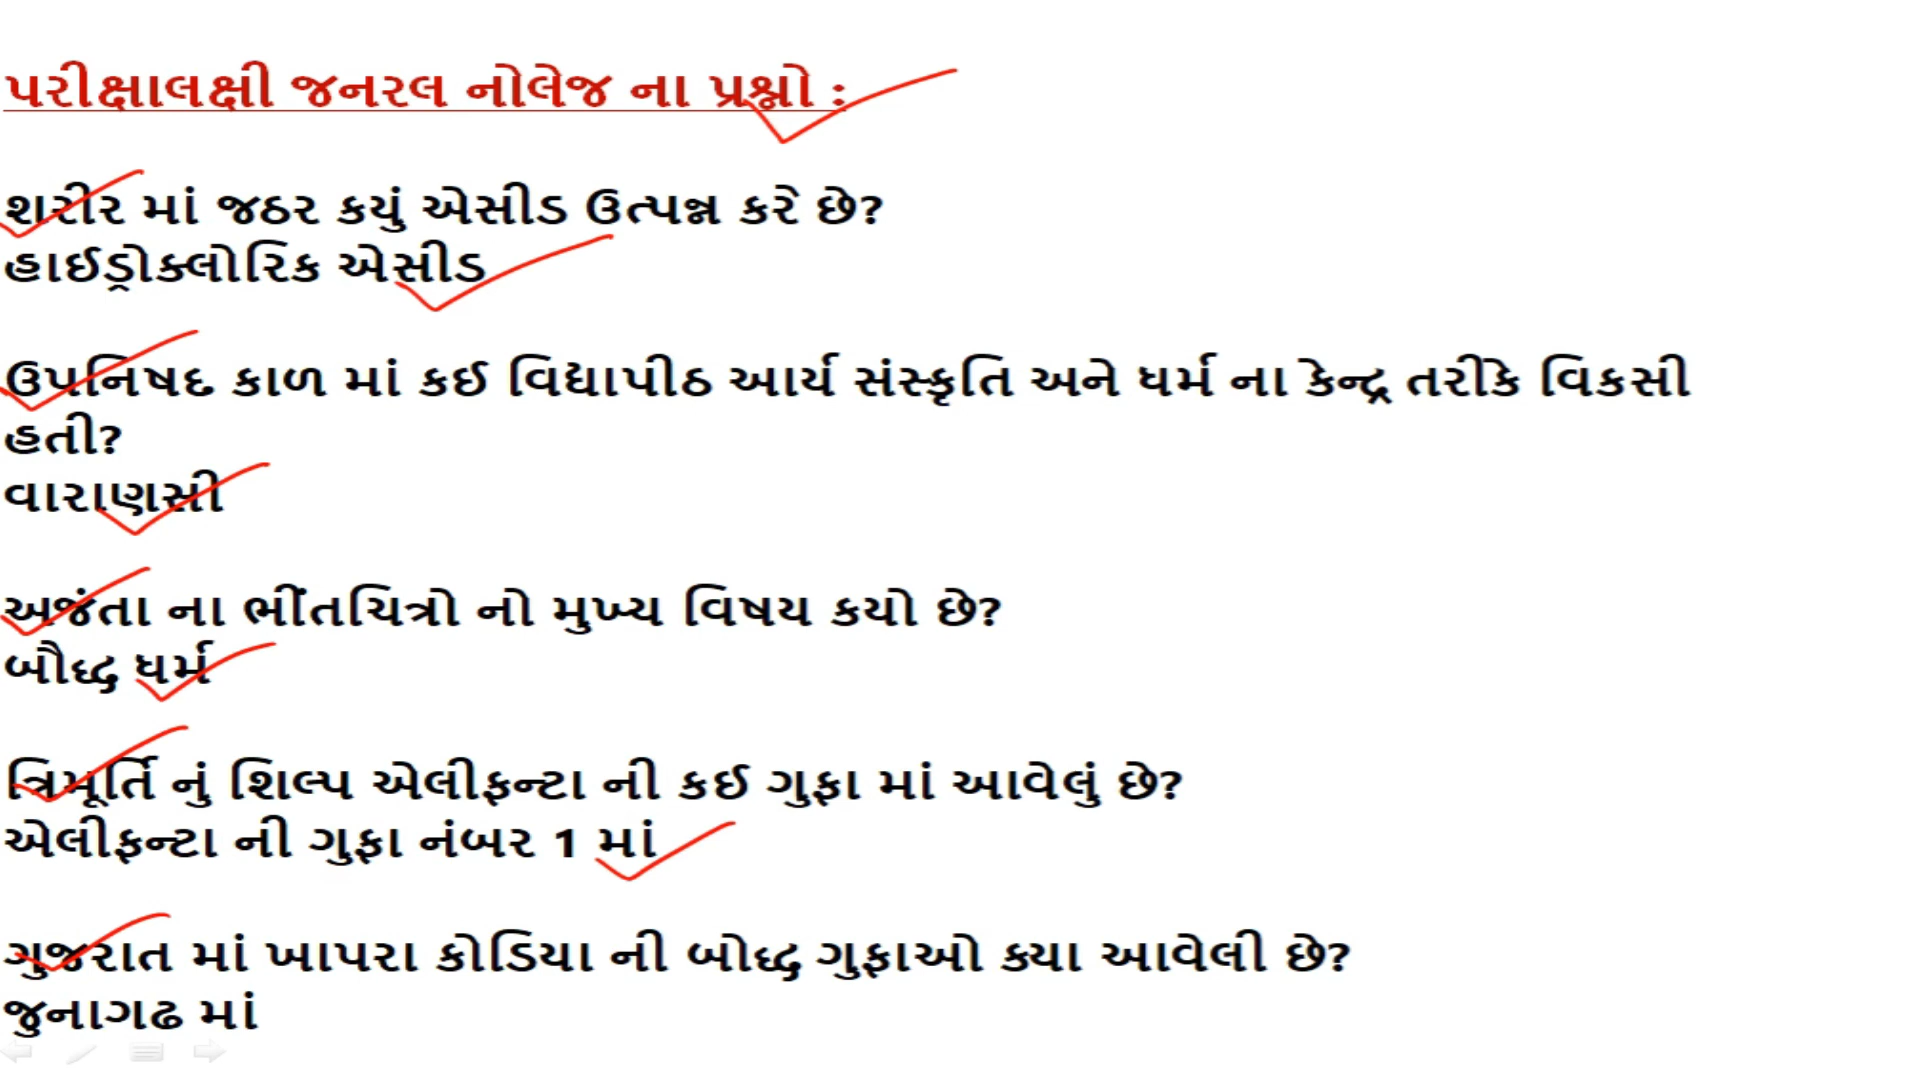 પરીક્ષાલક્ષી જનરલ નોલેજ ના પ્રશ્નો :
શરીર માં જઠર કયું એસીડ ઉત્પન્ન કરે છે?
હાઈડ્રોક્લોરિક એસીડ
ઉપનિષદ કાળ માં કઈ વિદ્યાપીઠ આર્ય સંસ્કૃતિ અને ધર્મ ના કેન્દ્ર તરીકે વિકસી
હતી?
વારાણસી
અજંતા ના ભીંતચિત્રો નો મુખ્ય વિષય કયો છે?
બૌદ્ધ ધર્મ
ત્રિમૂર્તિ નું શિલ્પ એલીફન્ટા ની કઈ ગુફા માં આવેલું છે?
એલીફન્ટા ની ગુફા નંબર 1 માં
ગુજરાત માં ખાપરા કોડિયા ની બોદ્ધ ગુફાઓ ક્યા આવેલી છે?
જુનાગઢ માં